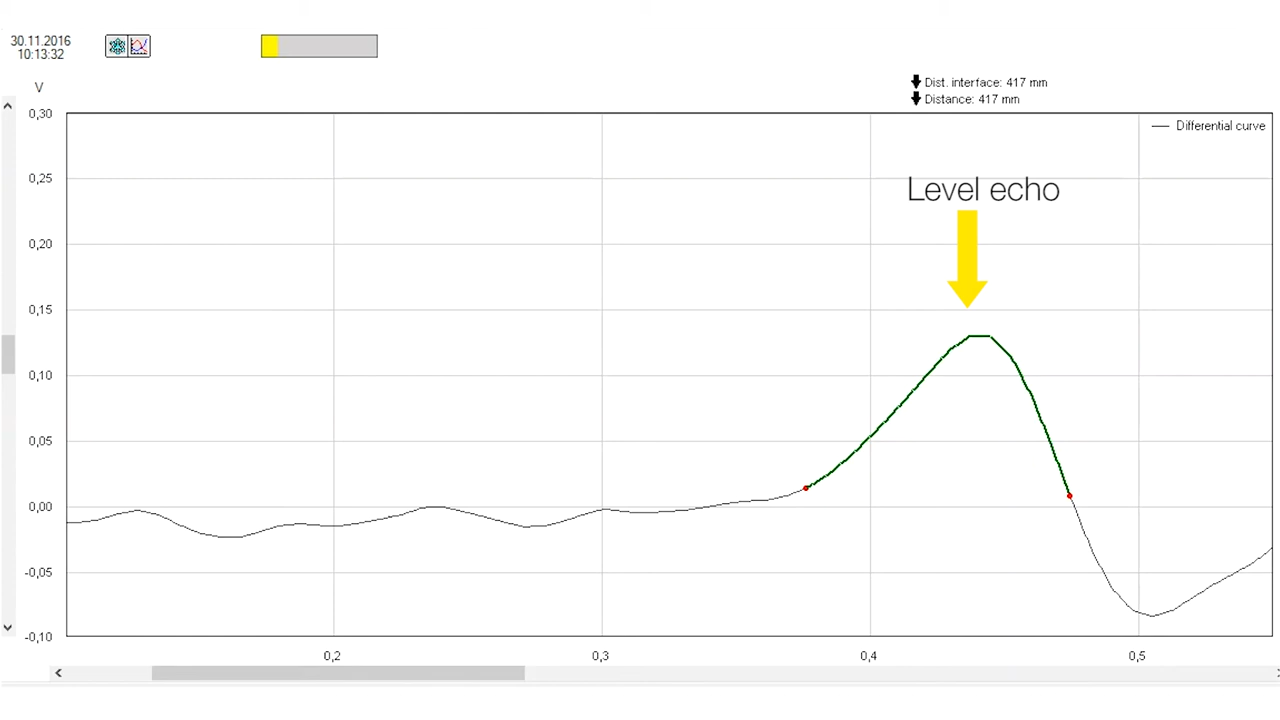 30.11.2016
10:13:32
V
Dist. interface: 417 mm
Distance: 417 mm
0,30
Differential curve
0,25
Level echo
0,20
0,15
0,10
0,05
0,00
-0,05
-0,10
0,2 0,3 0,4 0,5